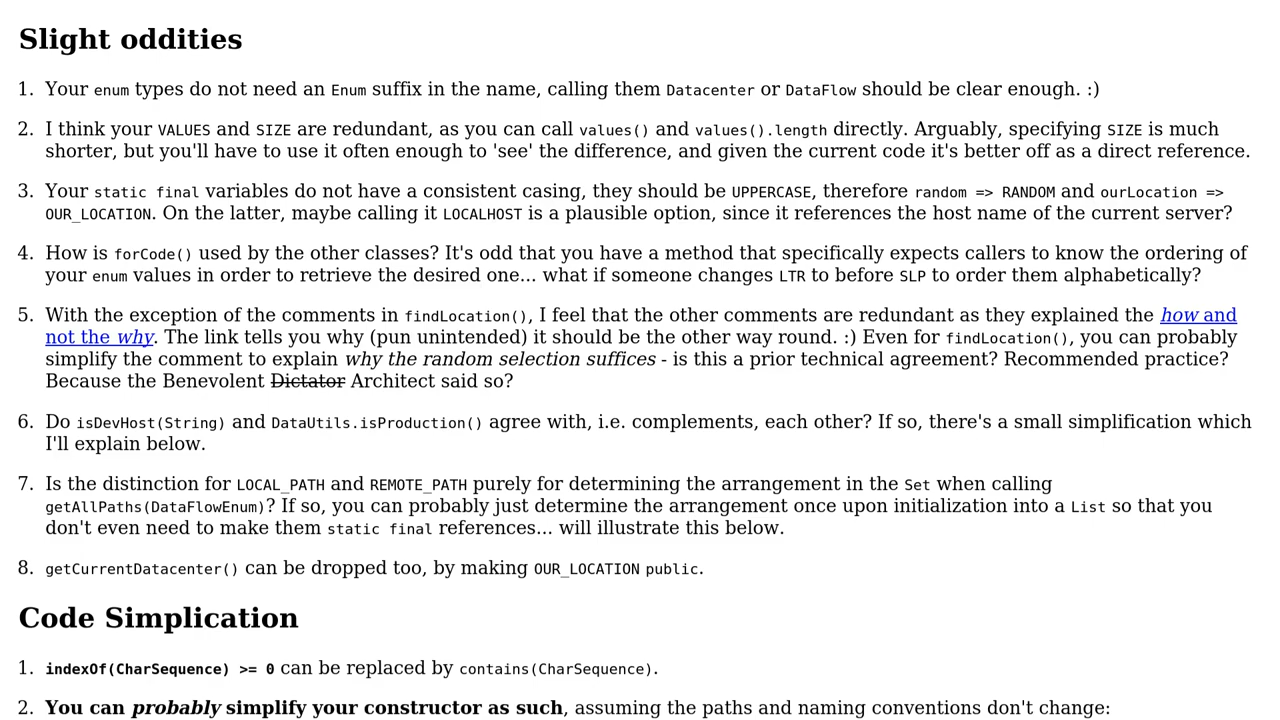 Slight oddities
1. Your enum types do not need an Enum suffix in the name, calling them Datacenter or DataFlow should be clear enough. :)
2. I think your VALUES and SIZE are redundant, as you can call values() and values().length directly. Arguably, specifying SIZE is much
shorter, but you'll have to use it often enough to 'see' the difference, and given the current code it's better off as a direct reference.
3. Your static final variables do not have a consistent casing, they should be UPPERCASE, therefore random => RANDOM and ourLocation =>
OUR_LOCATION. On the latter, maybe calling it LOCALHOST is a plausible option, since it references the host name of the current server?
4. How is forCode() used by the other classes? It's odd that you have a method that specifically expects callers to know the ordering of
your enum values in order to retrieve the desired one... what if someone changes LTR to before SLP to order them alphabetically?
5. With the exception of the comments in findLocation(), I feel that the other comments are redundant as they explained the how and
not the why. The link tells you why (pun unintended) it should be the other way round. :) Even for findLocation(), you can probably
simplify the comment to explain why the random selection suffices - is this a prior technical agreement? Recommended practice?
Because the Benevolent Dictator Architect said so?
6. Do isDevHost(String) and DataUtils.isProduction() agree with, i.e. complements, each other? If so, there's a small simplification which
I'll explain below.
7. Is the distinction for LOCAL_PATH and REMOTE_PATH purely for determining the arrangement in the Set when calling
getAllPaths(DataFlowEnum)? If so, you can probably just determine the arrangement once upon initialization into a List so that you
don't even need to make them static final references... will illustrate this below.
8. getCurrentDatacenter() can be dropped too, by making OUR_LOCATION public.
Code Simplication
1. indexOf(CharSequence) >= 0 can be replaced by contains(CharSequence).
2. You can probably simplify your constructor as such, assuming the paths and naming conventions don't change: